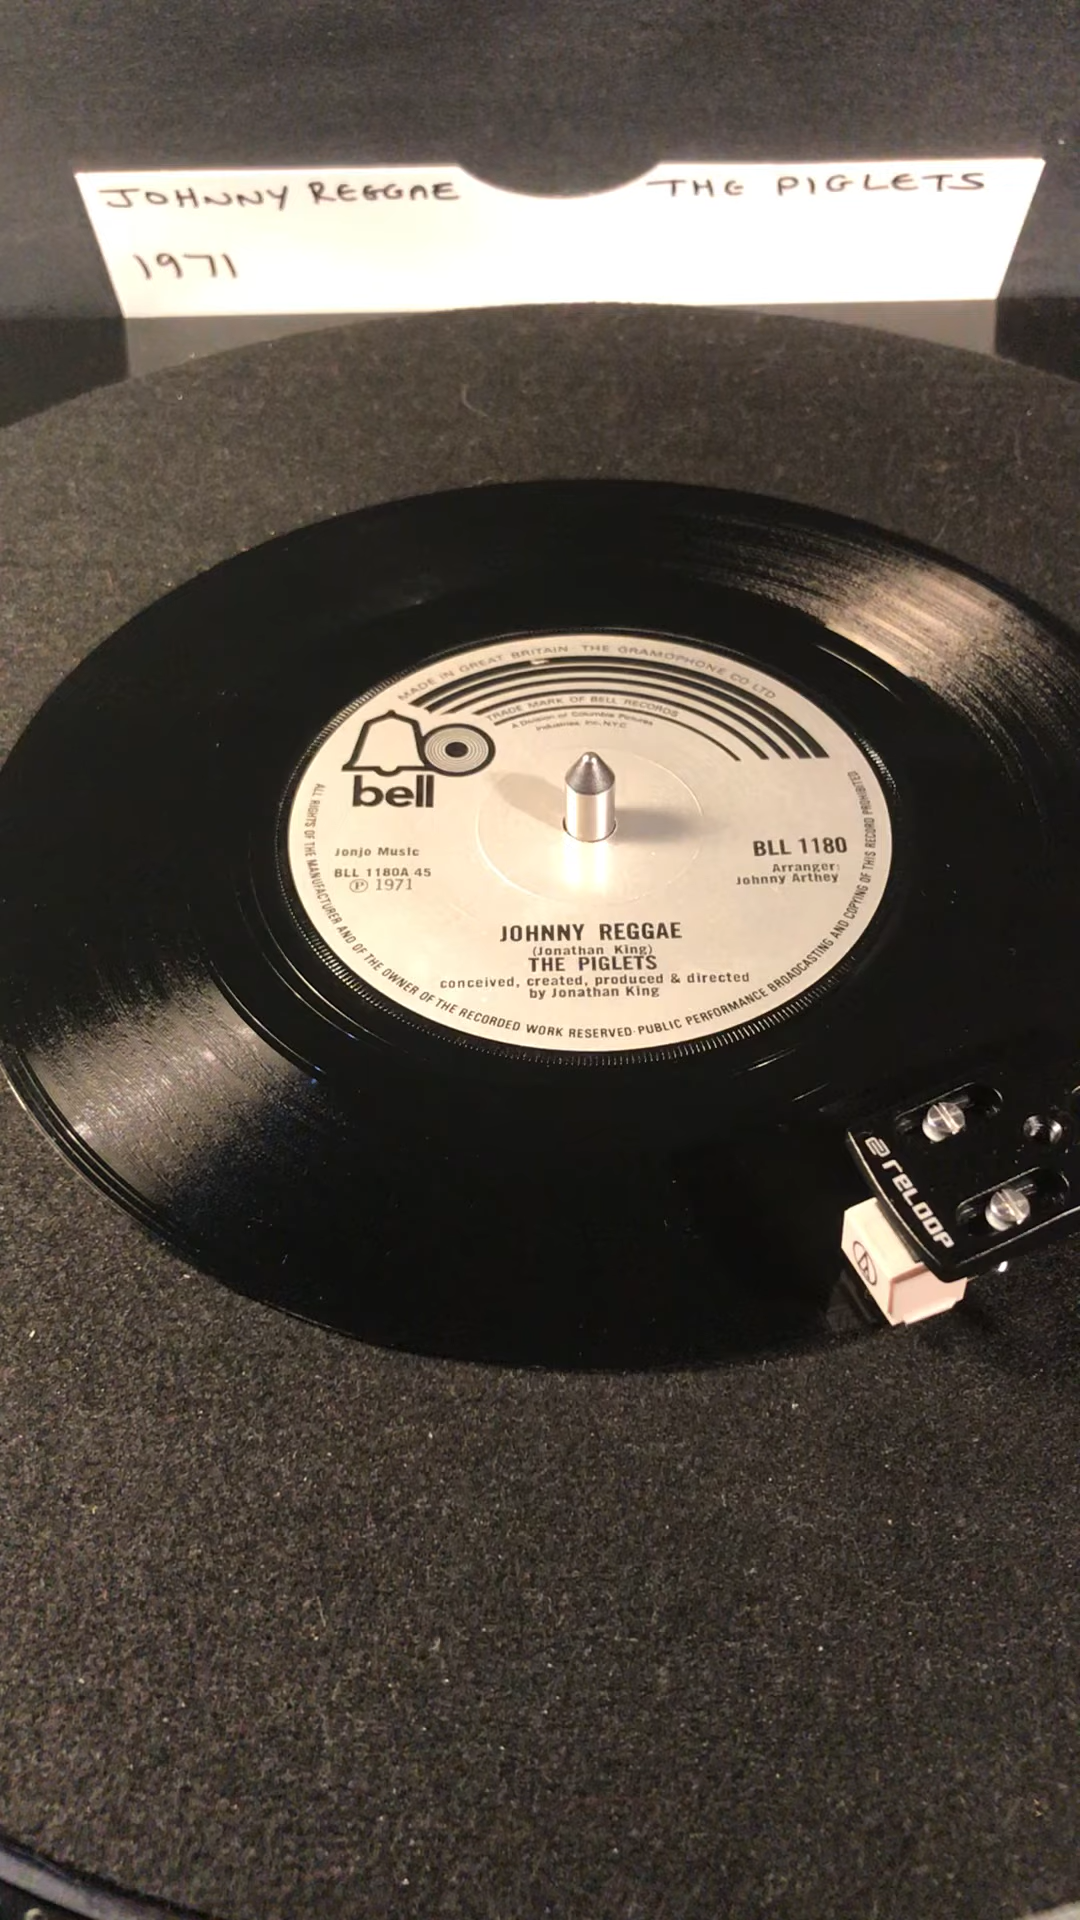 JOHNNY REGGAE
THE PIGLETS
1971
MADE IN GREAT BRITAIN · THE GRAMOPHONE CO LTD
TRADE MARK OF BELL RECORDS
A Division of Columbia Pictures
Industries, Inc. N.Y.C
bell
Jonjo Music
BLL 1180A 45
Ⓟ 1971
BLL 1180
Arranger:
Johnny Arthey
JOHNNY REGGAE
(Jonathan King)
THE PIGLETS
conceived, created, produced & directed
by Jonathan King
ALL RIGHTS OF THE MANUFACTURER AND OF THE OWNER OF THE RECORDED WORK RESERVED·PUBLIC PERFORMANCE BROADCASTING AND COPYING OF THIS RECORD PROHIBITED
reloop